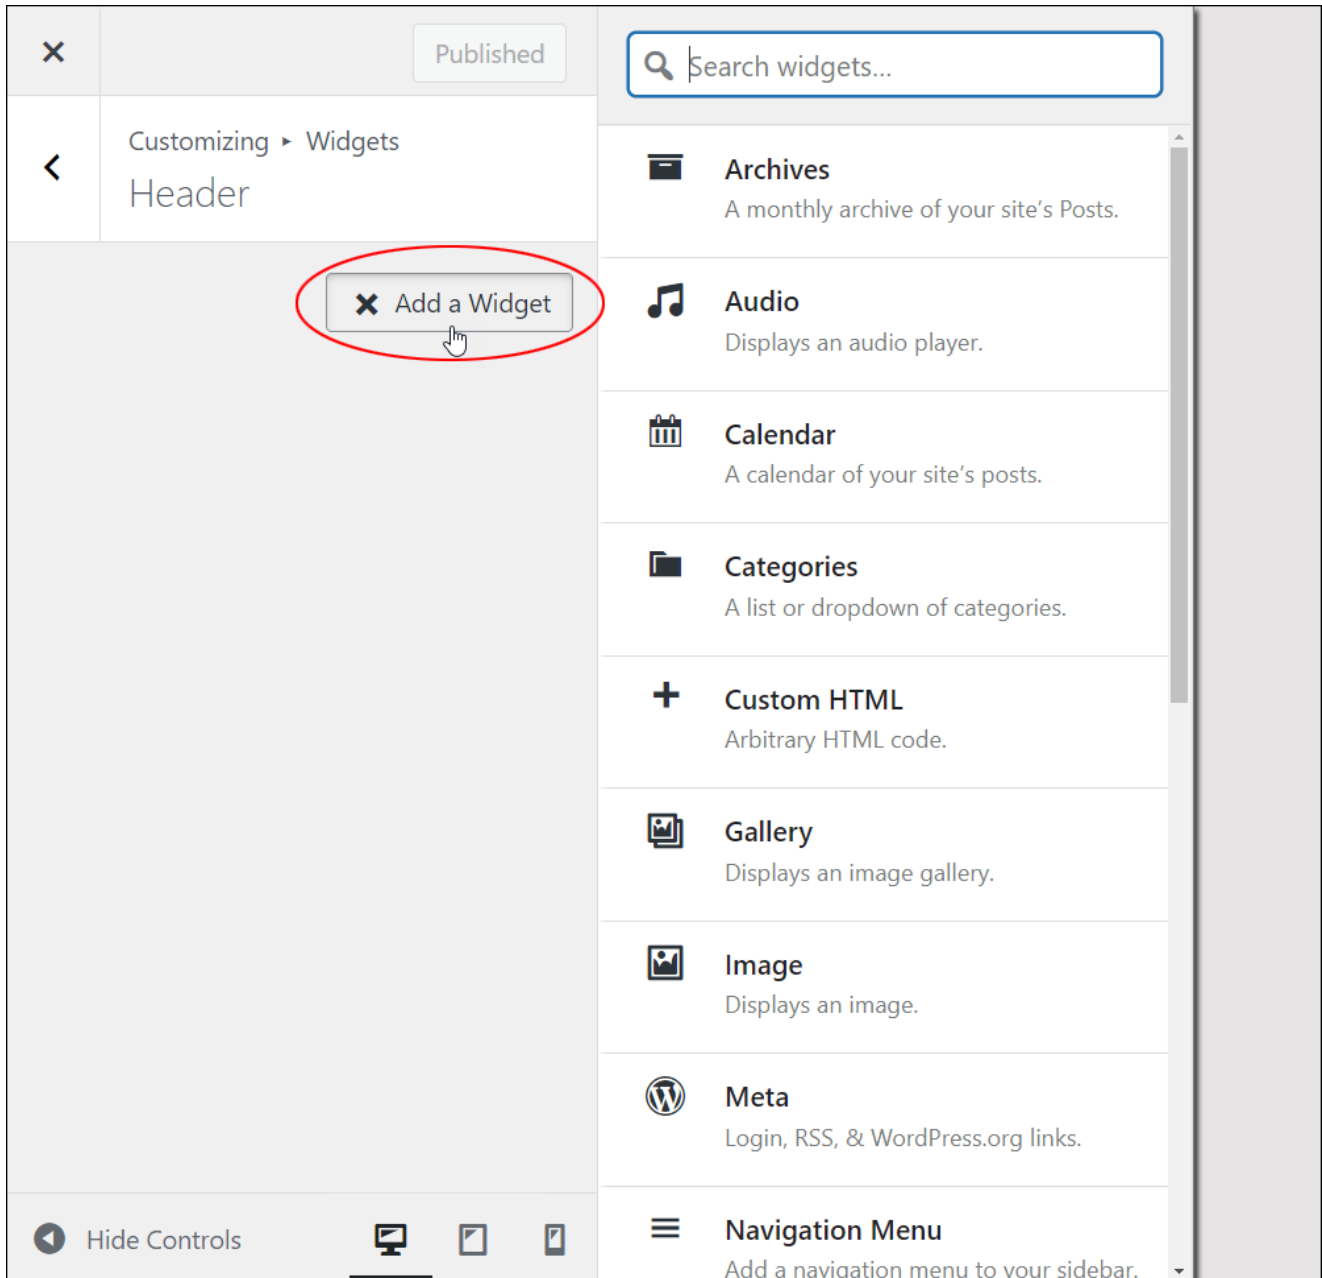 Published
Customizing ▸ Widgets
Header
Add a Widget
Hide Controls
Search widgets...
Archives
A monthly archive of your site's Posts.
Audio
Displays an audio player.
Calendar
A calendar of your site's posts.
Categories
A list or dropdown of categories.
Custom HTML
Arbitrary HTML code.
Gallery
Displays an image gallery.
Image
Displays an image.
Meta
Login, RSS, & WordPress.org links.
Navigation Menu
Add a navigation menu to your sidebar.